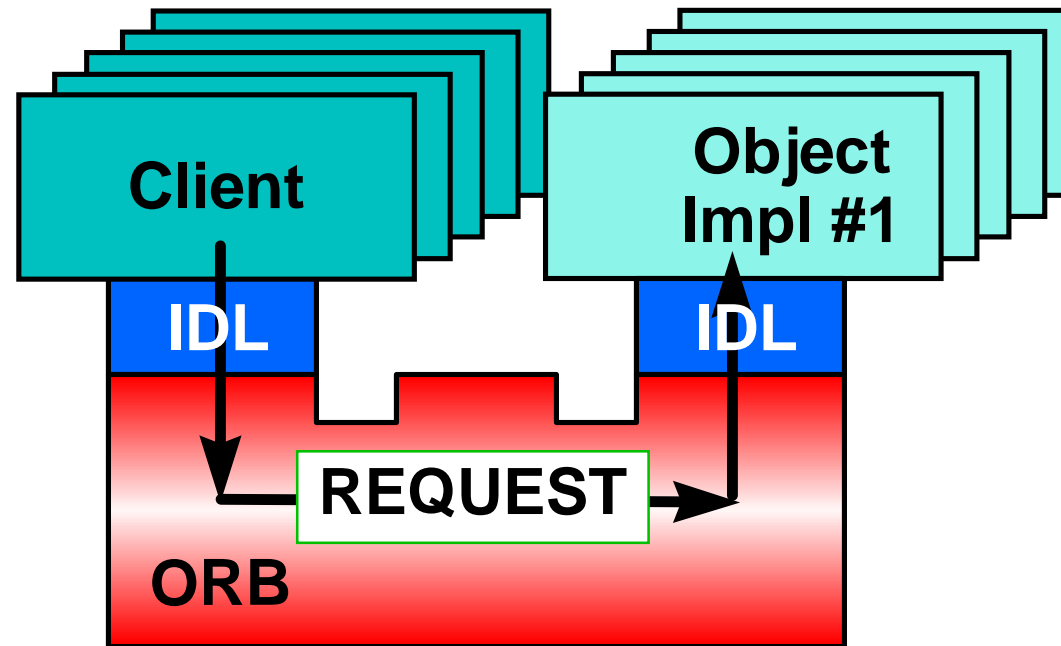 Client
Object
Impl #1
IDL
IDL
REQUEST
ORB